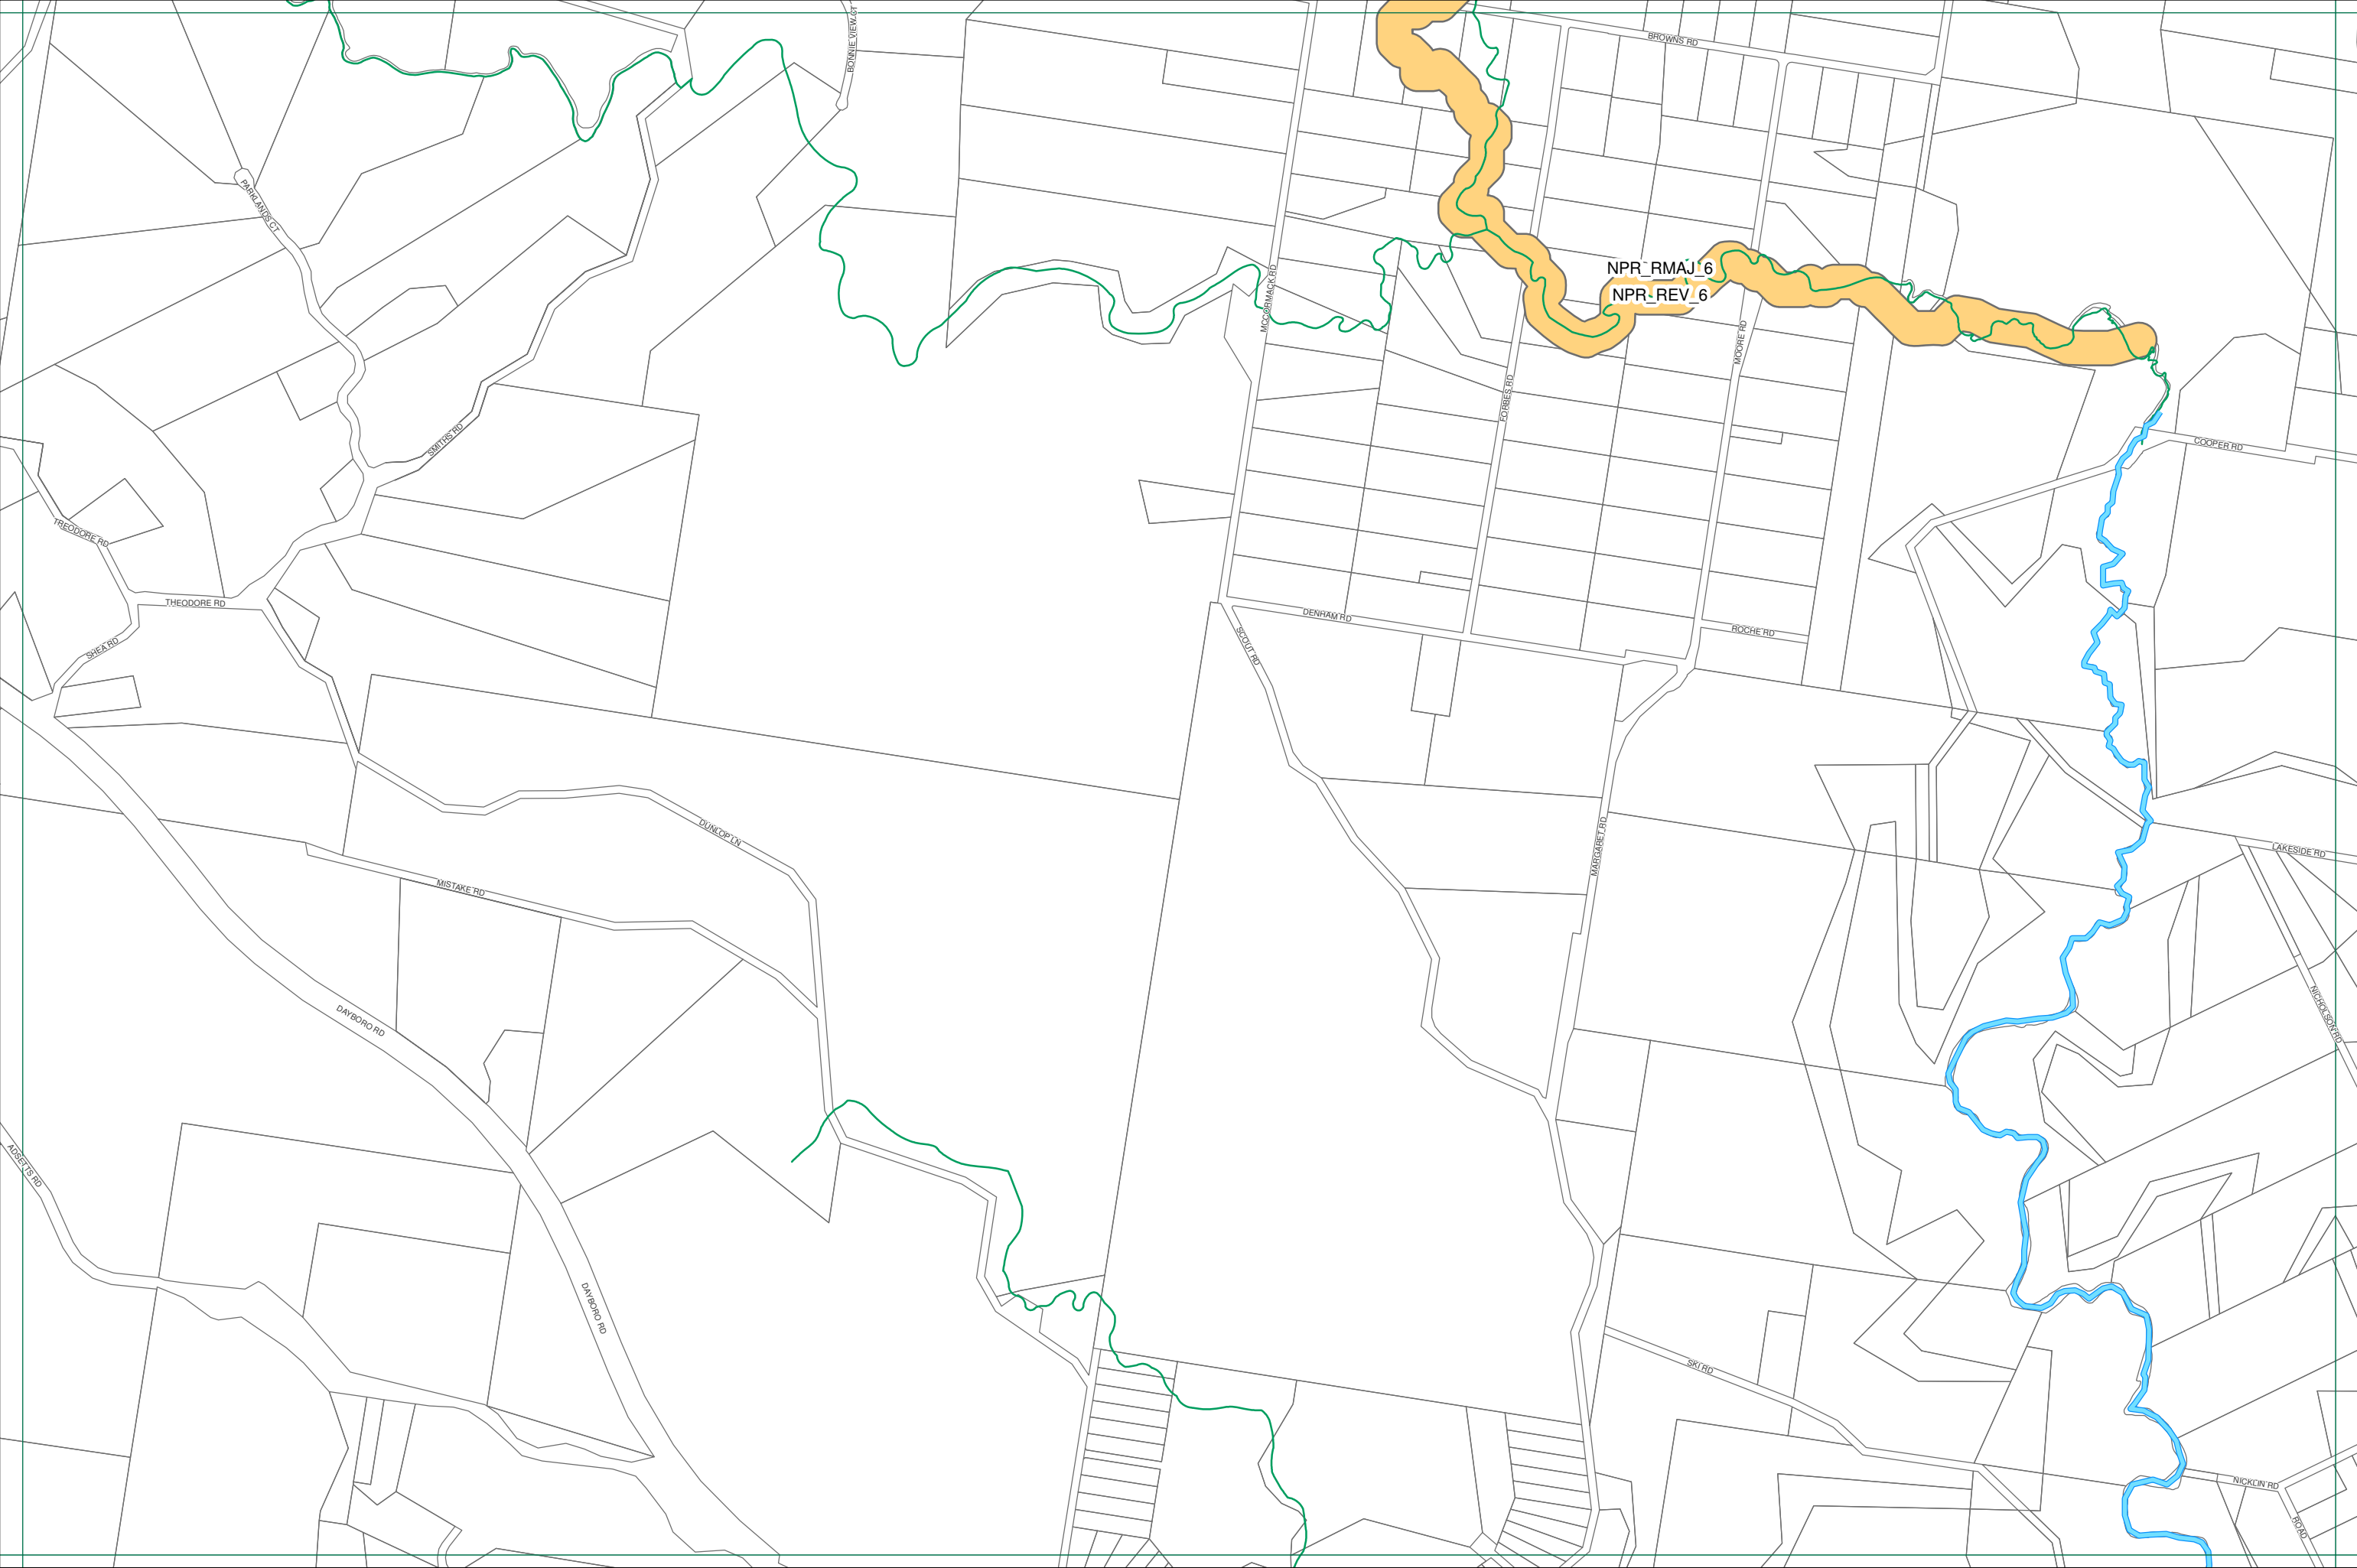 BONNIE VIEW CT
BROWNS RD
PARKLANDS CT
NPR_RMAJ_6
NPR_REV_6
MCCORMACK RD
MOORE RD
FORBES RD
SMITHS RD
COOPER RD
THEODORE RD
THEODORE RD
DENHAM RD
ROCHE RD
SHEA RD
SCOUT RD
DUNLOP LN
MARGARET RD
LAKESIDE RD
MISTAKE RD
DAYBORO RD
NICHOLSON RD
ADSETTS RD
DAYBORO RD
SKI RD
NICKLIN RD
ROAD